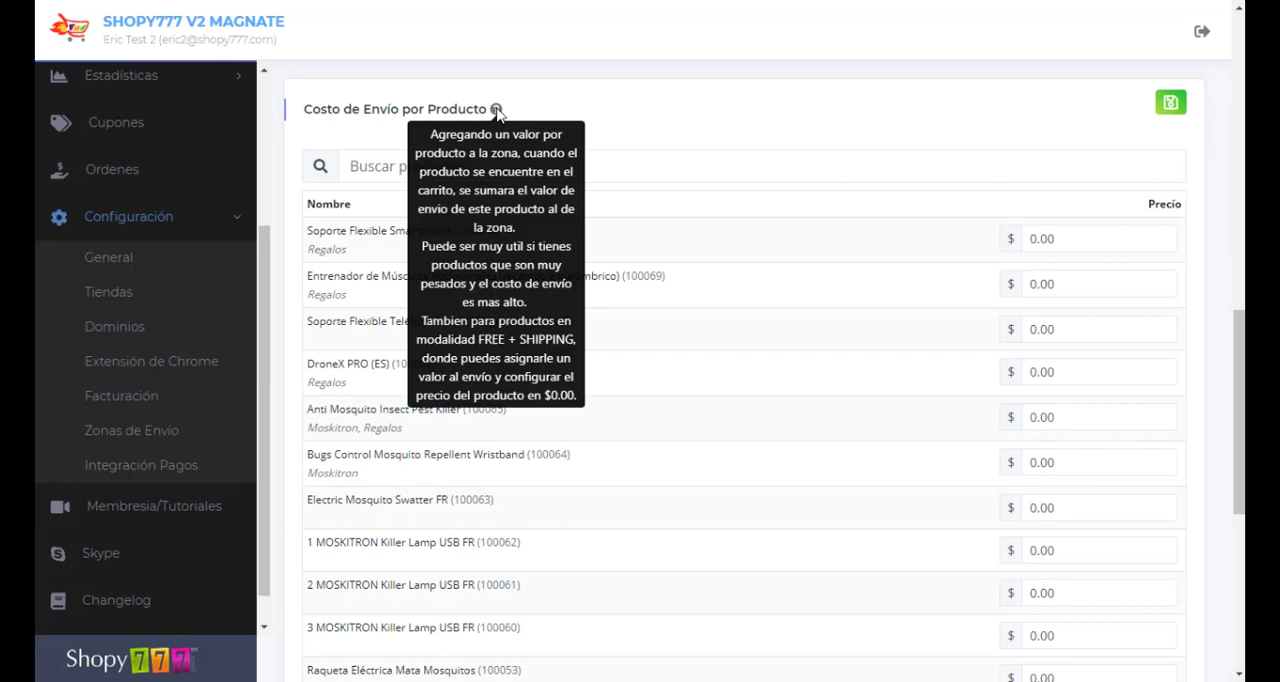 SHOPY777 V2 MAGNATE
Eric Test 2 (eric2@shopy777.com)
Estadísticas
Cupones
Ordenes
Configuración
General
Tiendas
Dominios
Extensión de Chrome
Facturación
Zonas de Envío
Integración Pagos
Membresia/Tutoriales
Skype
Changelog
Shopy777
Costo de Envío por Producto
Agregando un valor por
producto a la zona, cuando el
producto se encuentre en el
carrito, se sumara el valor de
envio de este producto al de
la zona.
Puede ser muy util si tienes
productos que son muy
pesados y el costo de envío
es mas alto.
Tambien para productos en
modalidad FREE + SHIPPING,
donde puedes asignarle un
valor al envío y configurar el
precio del producto en $0.00.
Buscar
Nombre Precío
Soporte Flexible $ 0.00
Regalos
Entrenador de (100069) $ 0.00
Regalos
Soporte Flexible $ 0.00
DroneX PRO (ES) $ 0.00
Regalos
Anti Mosquito Insect Pest Killer (100065) $ 0.00
Moskitron, Regalos
Bugs Control Mosquito Repellent Wristband (100064) $ 0.00
Moskitron
Electric Mosquito Swatter FR (100063) $ 0.00
1 MOSKITRON Killer Lamp USB FR (100062) $ 0.00
2 MOSKITRON Killer Lamp USB FR (100061) $ 0.00
3 MOSKITRON Killer Lamp USB FR (100060) $ 0.00
Raqueta Eléctrica Mata Mosquitos (100053) $ 0.00